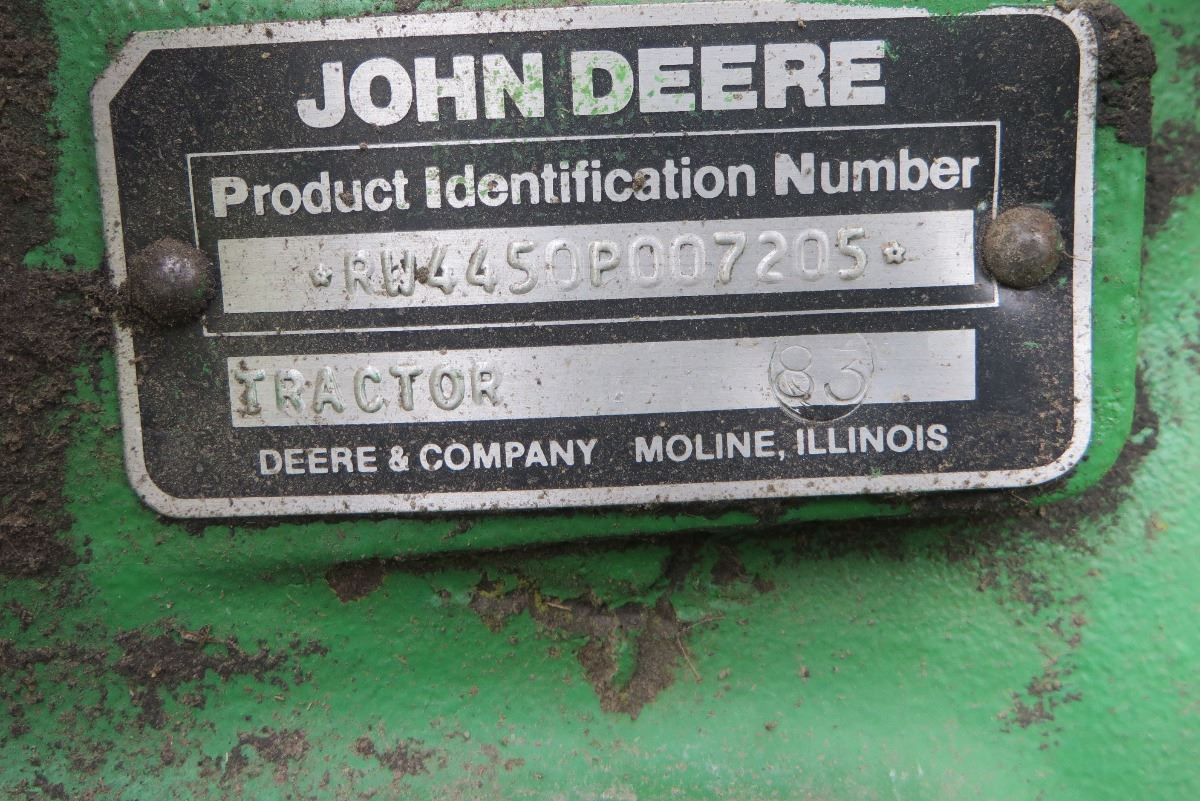 JOHN DEERE
Product Identification Number
*RW4450P007205*
TRACTOR 83
DEERE & COMPANY MOLINE, ILLINOIS